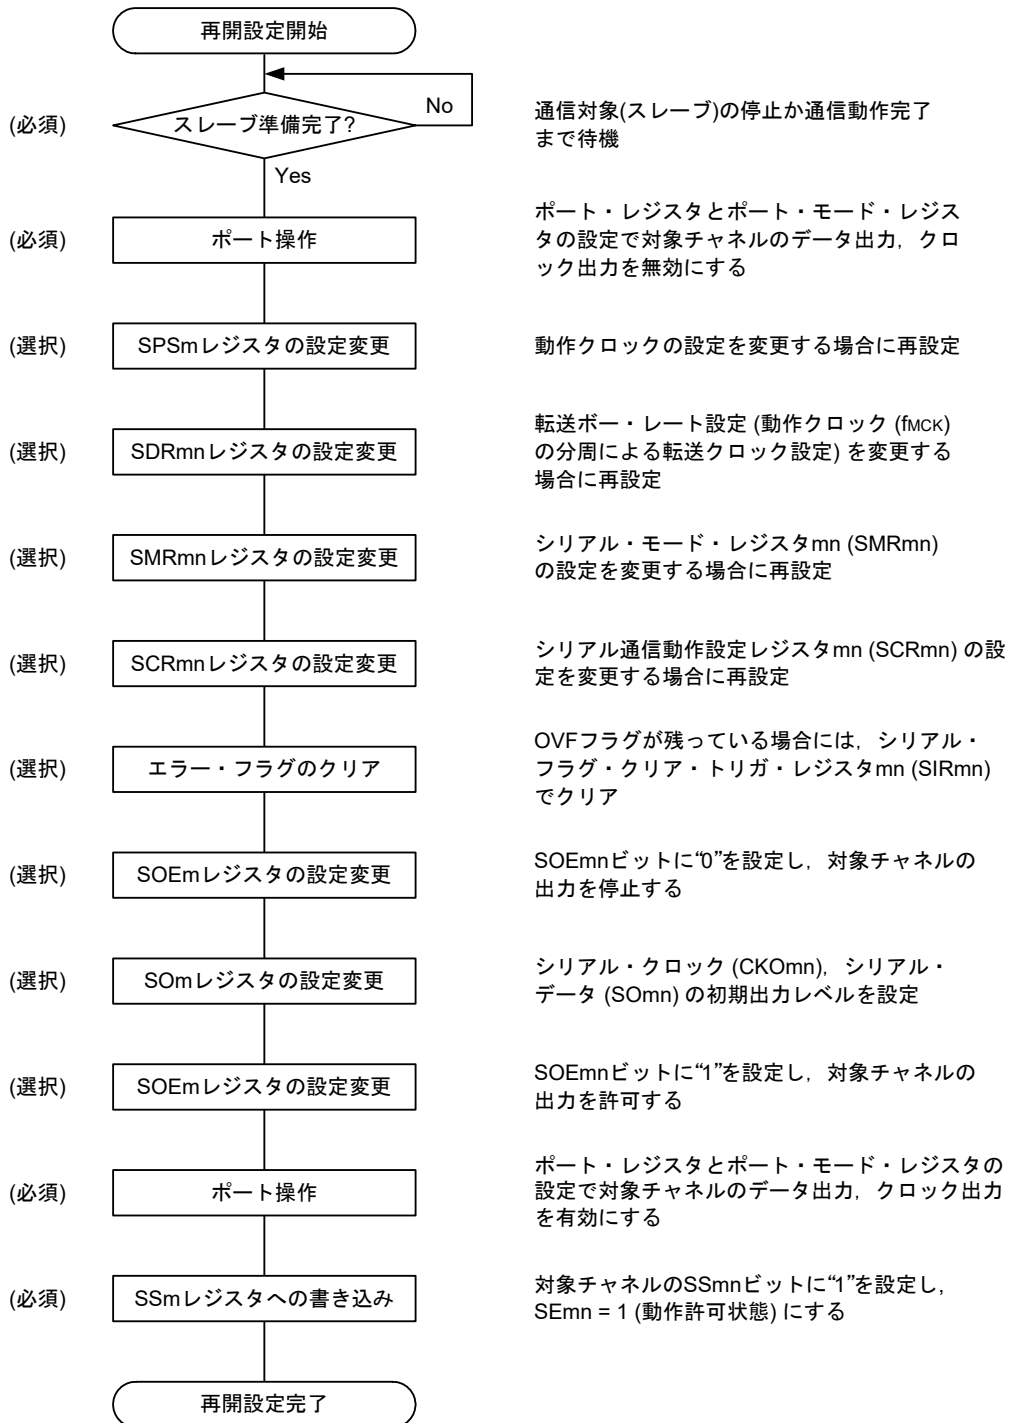 再開設定開始
No
(必須)
スレーブ準備完了?
通信対象(スレーブ)の停止か通信動作完了
まで待機
Yes
(必須)
ポート操作
ポート・レジスタとポート・モード・レジス
タの設定で対象チャネルのデータ出力，クロ
ック出力を無効にする
(選択)
SPSmレジスタの設定変更
動作クロックの設定を変更する場合に再設定
(選択)
SDRmnレジスタの設定変更
転送ボー・レート設定 (動作クロック (fMCK)
の分周による転送クロック設定) を変更する
場合に再設定
(選択)
SMRmnレジスタの設定変更
シリアル・モード・レジスタmn (SMRmn)
の設定を変更する場合に再設定
(選択)
SCRmnレジスタの設定変更
シリアル通信動作設定レジスタmn (SCRmn) の設
定を変更する場合に再設定
(選択)
エラー・フラグのクリア
OVFフラグが残っている場合には，シリアル・
フラグ・クリア・トリガ・レジスタmn (SIRmn)
でクリア
(選択)
SOEmレジスタの設定変更
SOEmnビットに“0”を設定し，対象チャネルの
出力を停止する
(選択)
SOmレジスタの設定変更
シリアル・クロック (CKOmn)，シリアル・
データ (SOmn) の初期出力レベルを設定
(選択)
SOEmレジスタの設定変更
SOEmnビットに“1”を設定し，対象チャネルの
出力を許可する
(必須)
ポート操作
ポート・レジスタとポート・モード・レジスタの
設定で対象チャネルのデータ出力，クロック出力
を有効にする
(必須)
SSmレジスタへの書き込み
対象チャネルのSSmnビットに“1”を設定し，
SEmn = 1 (動作許可状態) にする
再開設定完了